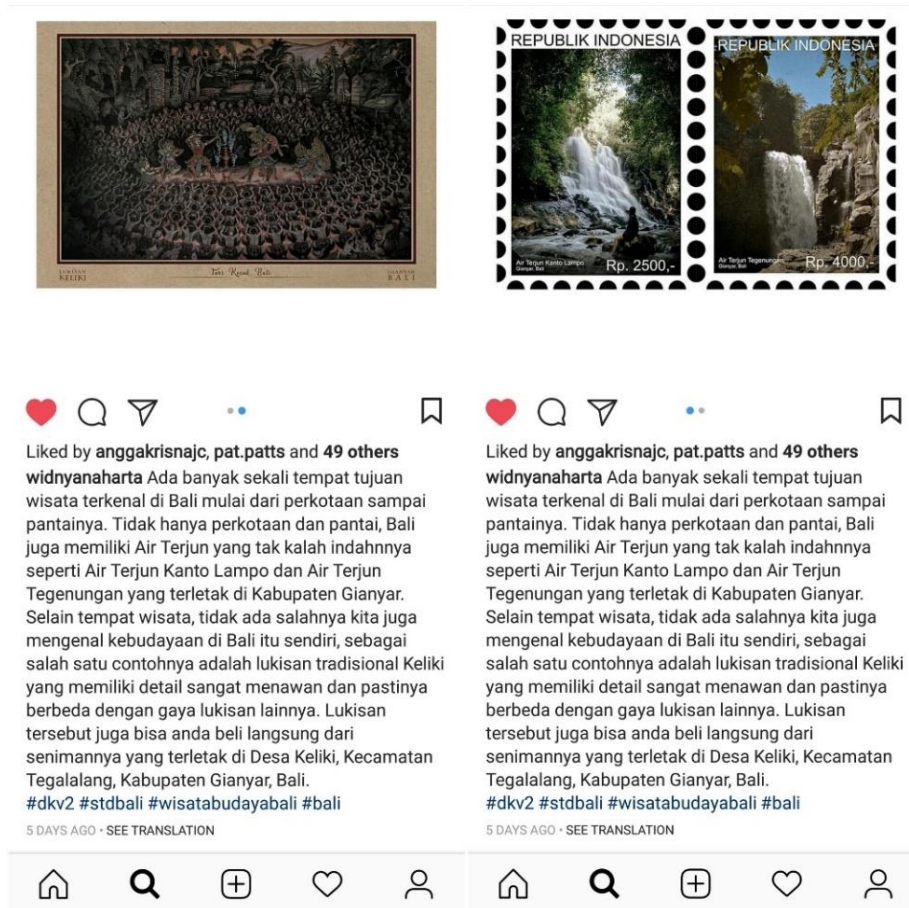 LUKISAN
KELIKI
Tari Kecak, Bali
GIANYAR
BALI
Liked by anggakrisnajc, pat.patts and 49 others
widnyanaharta Ada banyak sekali tempat tujuan
wisata terkenal di Bali mulai dari perkotaan sampai
pantainya. Tidak hanya perkotaan dan pantai, Bali
juga memiliki Air Terjun yang tak kalah indahnnya
seperti Air Terjun Kanto Lampo dan Air Terjun
Tegenungan yang terletak di Kabupaten Gianyar.
Selain tempat wisata, tidak ada salahnya kita juga
mengenal kebudayaan di Bali itu sendiri, sebagai
salah satu contohnya adalah lukisan tradisional Keliki
yang memiliki detail sangat menawan dan pastinya
berbeda dengan gaya lukisan lainnya. Lukisan
tersebut juga bisa anda beli langsung dari
senimannya yang terletak di Desa Keliki, Kecamatan
Tegalalang, Kabupaten Gianyar, Bali.
#dkv2 #stdbali #wisatabudayabali #bali
5 DAYS AGO • SEE TRANSLATION
REPUBLIK INDONESIA
Air Terjun Kanto Lampo
Gianyar, Bali
Rp. 2500,-
REPUBLIK INDONESIA
Air Terjun Tegenungan
Gianyar, Bali
Rp. 4000,-
Liked by anggakrisnajc, pat.patts and 49 others
widnyanaharta Ada banyak sekali tempat tujuan
wisata terkenal di Bali mulai dari perkotaan sampai
pantainya. Tidak hanya perkotaan dan pantai, Bali
juga memiliki Air Terjun yang tak kalah indahnnya
seperti Air Terjun Kanto Lampo dan Air Terjun
Tegenungan yang terletak di Kabupaten Gianyar.
Selain tempat wisata, tidak ada salahnya kita juga
mengenal kebudayaan di Bali itu sendiri, sebagai
salah satu contohnya adalah lukisan tradisional Keliki
yang memiliki detail sangat menawan dan pastinya
berbeda dengan gaya lukisan lainnya. Lukisan
tersebut juga bisa anda beli langsung dari
senimannya yang terletak di Desa Keliki, Kecamatan
Tegalalang, Kabupaten Gianyar, Bali.
#dkv2 #stdbali #wisatabudayabali #bali
5 DAYS AGO • SEE TRANSLATION